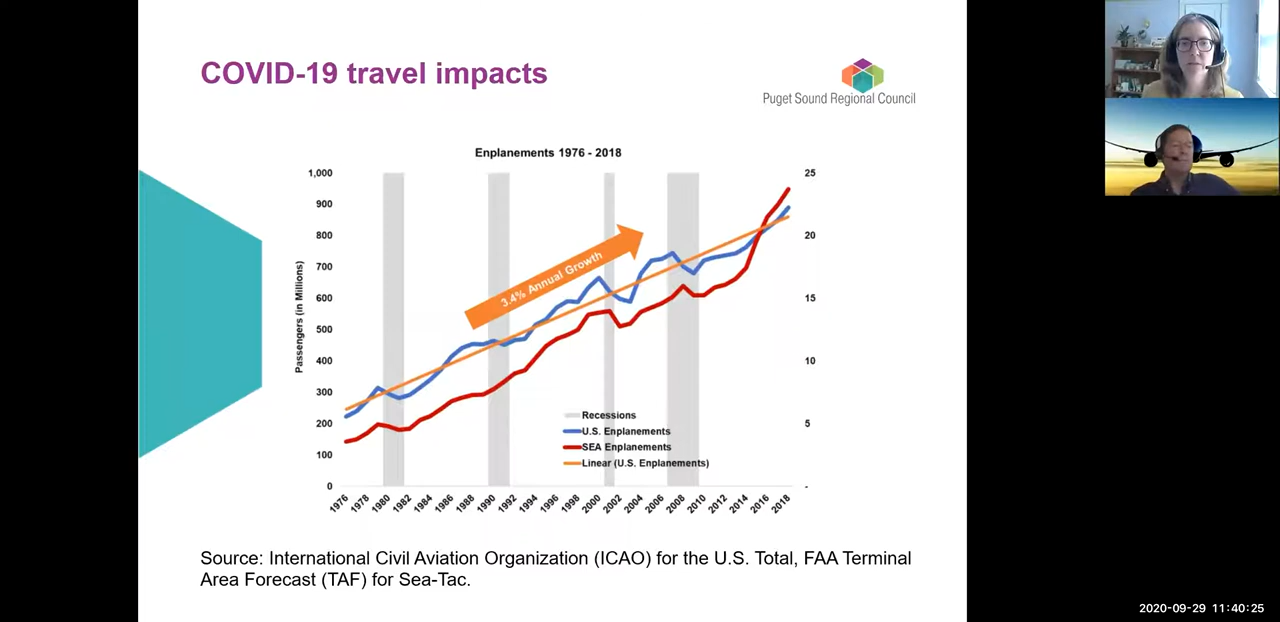 COVID-19 travel impacts
Puget Sound Regional Council
Enplanements 1976 - 2018
Passengers (in Millions)
1,000
900
800
700
600
500
400
300
200
100
0
25
20
15
10
5
-
3.4% Annual Growth
Recessions
U.S. Enplanements
SEA Enplanements
Linear (U.S. Enplanements)
1976 1978 1980 1982 1984 1986 1988 1990 1992 1994 1996 1998 2000 2002 2004 2006 2008 2010 2012 2014 2016 2018
Source: International Civil Aviation Organization (ICAO) for the U.S. Total, FAA Terminal
Area Forecast (TAF) for Sea-Tac.
2020-09-29 11:40:25